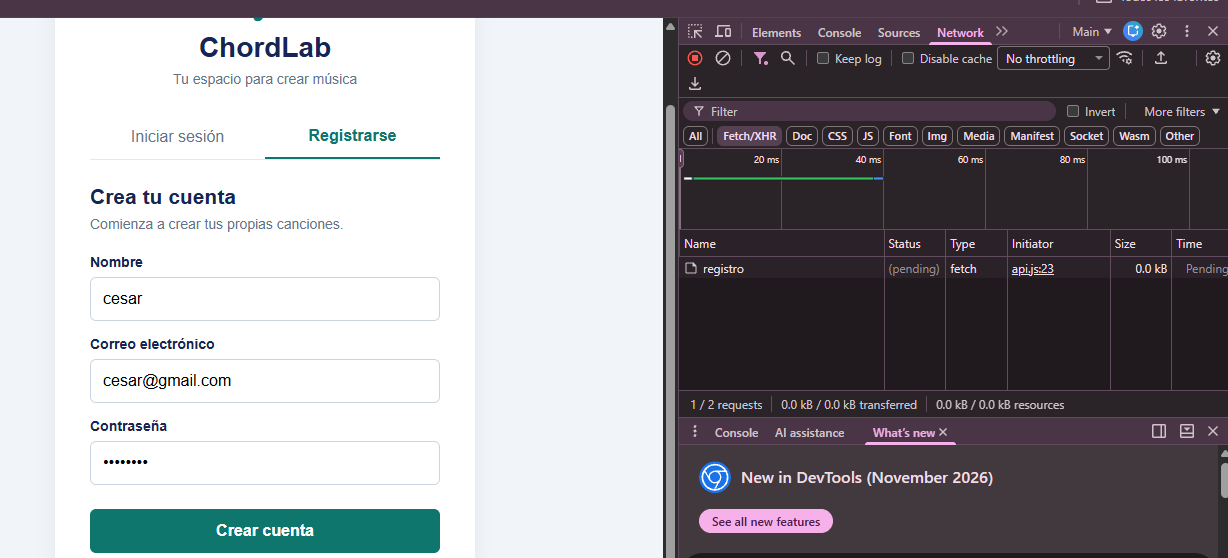 ChordLab
Tu espacio para crear música
Iniciar sesión Registrarse
Crea tu cuenta
Comienza a crear tus propias canciones.
Nombre
cesar
Correo electrónico
cesar@gmail.com
Contraseña
••••••••
Crear cuenta
Elements Console Sources Network Main
Keep log Disable cache No throttling
Filter Invert More filters
All Fetch/XHR Doc CSS JS Font Img Media Manifest Socket Wasm Other
20 ms 40 ms 60 ms 80 ms 100 ms
Name Status Type Initiator Size Time
registro (pending) fetch api.js:23 0.0 kB Pending
1 / 2 requests 0.0 kB / 0.0 kB transferred 0.0 kB / 0.0 kB resources
Console AI assistance What's new
New in DevTools (November 2026)
See all new features